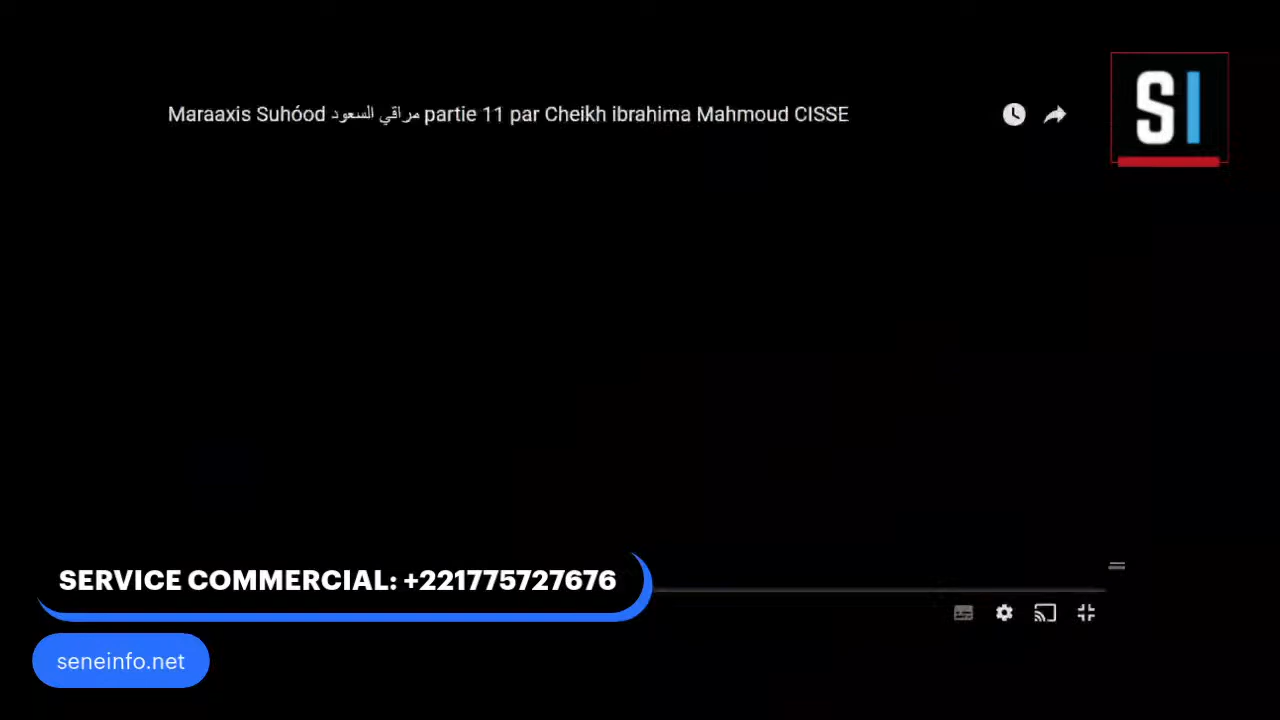 Maraaxis Suhóod مراقي السعود partie 11 par Cheikh ibrahima Mahmoud CISSE
SI
SERVICE COMMERCIAL: +221775727676
seneinfo.net